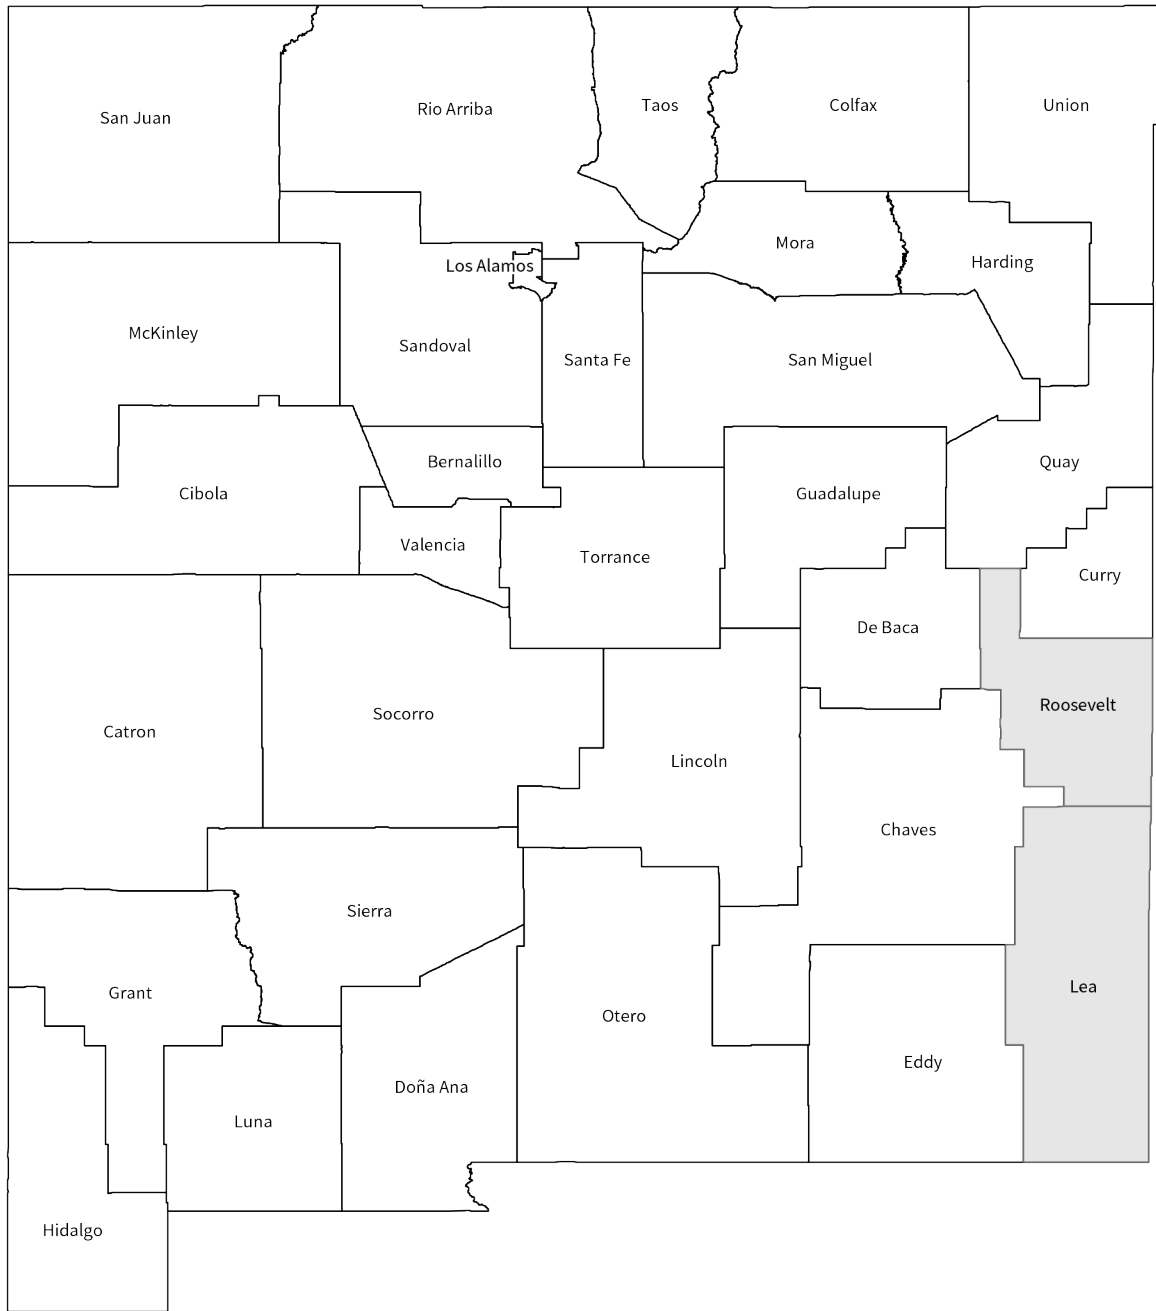 San Juan
Rio Arriba
Taos
Colfax
Union
Mora
Harding
Los Alamos
McKinley
Sandoval
Santa Fe
San Miguel
Bernalillo
Quay
Cibola
Guadalupe
Valencia
Torrance
Curry
De Baca
Roosevelt
Socorro
Catron
Lincoln
Chaves
Sierra
Lea
Grant
Otero
Eddy
Doña Ana
Luna
Hidalgo